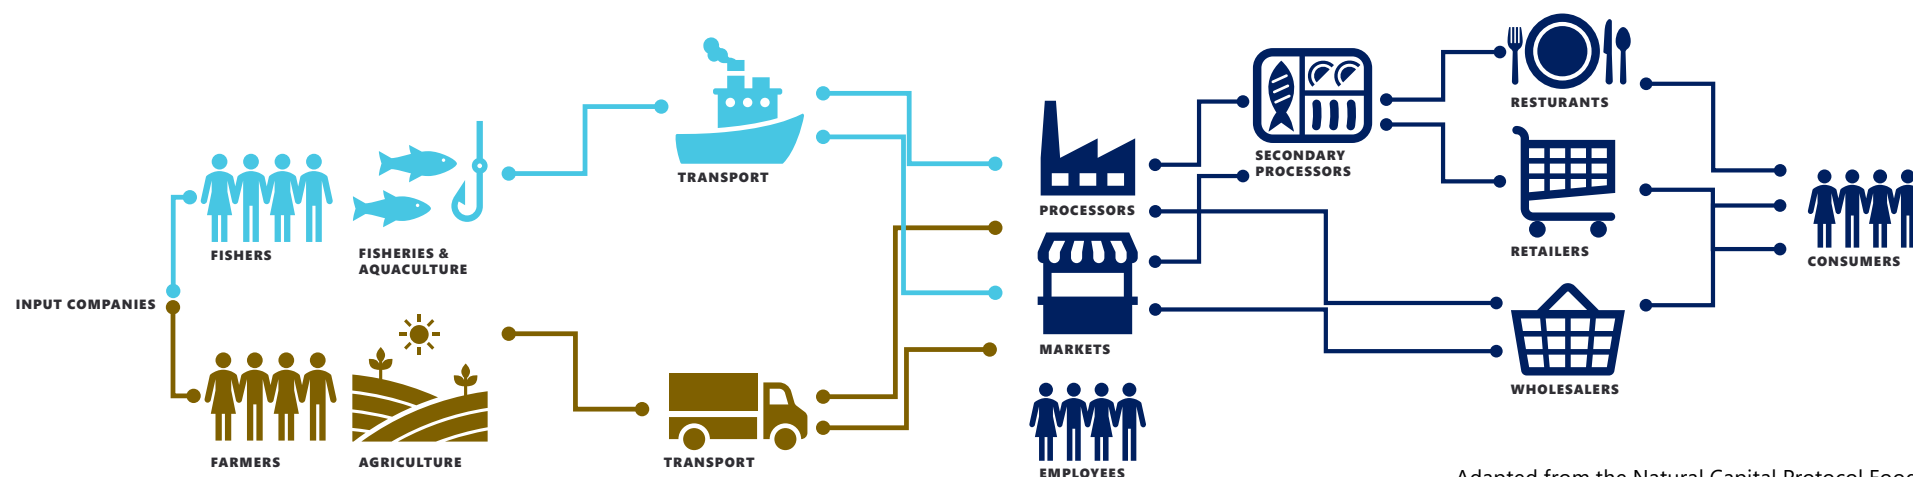 RESTURANTS
SECONDARY
PROCESSORS
TRANSPORT
PROCESSORS
FISHERS
FISHERIES &
AQUACULTURE
RETAILERS
CONSUMERS
INPUT COMPANIES
MARKETS
WHOLESALERS
FARMERS
AGRICULTURE
TRANSPORT
EMPLOYEES
Adapted from the Natural Capital Protocol Food